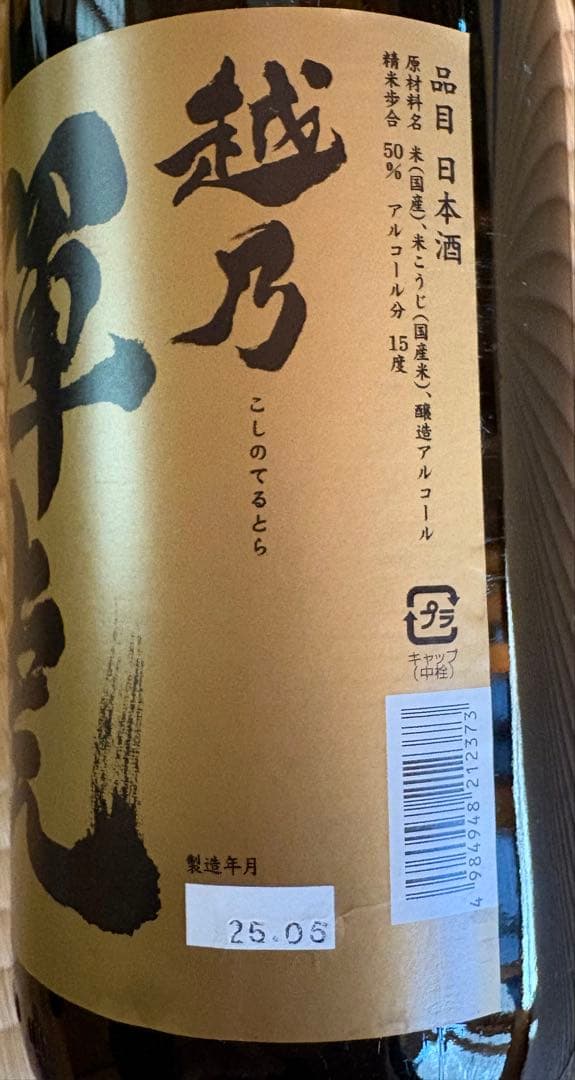 品目 日本酒
原材料名 米(国産)、米こうじ(国産米)、醸造アルコール
精米歩合 50% アルコール分 15度
越乃
こしのてるとら
輝虎
プラ
キャップ
(中栓)
4984948212373
製造年月
25.05